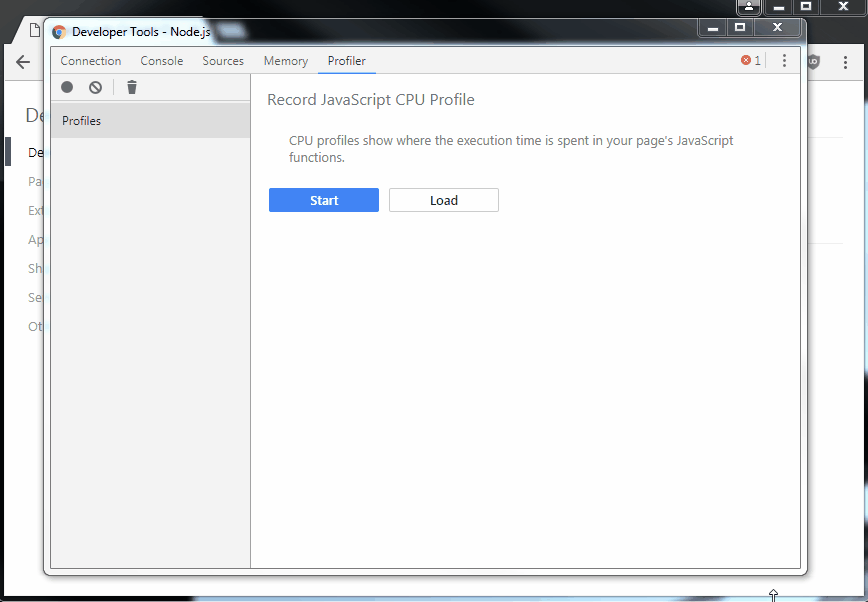 Developer Tools - Node.js
Connection Console Sources Memory Profiler 1
Profiles
Record JavaScript CPU Profile
CPU profiles show where the execution time is spent in your page's JavaScript
functions.
Start Load
De
De
Pa
Ext
Ap
Sh
Se
Ot